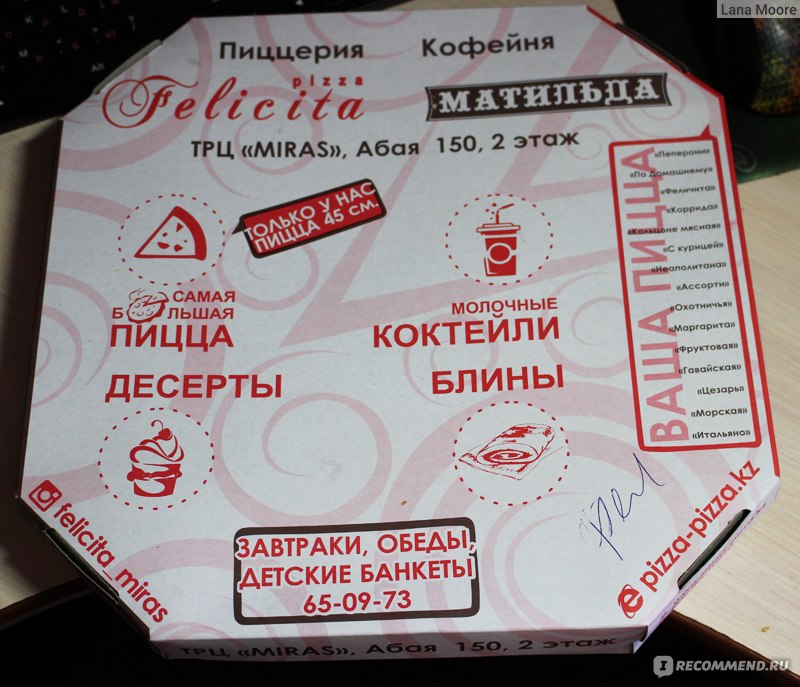 Lana Moore
Пиццерия
Кофейня
pizza
Felicita
МАТИЛЬДА
ТРЦ «MIRAS», Абая 150, 2 этаж
ТОЛЬКО У НАС
ПИЦЦА 45 см.
САМАЯ
БОЛЬШАЯ
ПИЦЦА
МОЛОЧНЫЕ
КОКТЕЙЛИ
ДЕСЕРТЫ
БЛИНЫ
ВАША ПИЦЦА
«Пеперони»
«По Домашнему»
«Феличита»
«Коррида»
«Кольцоне мясная»
«С курицей»
«Неаполитана»
«Ассорти»
«Охотничья»
«Маргарита»
«Фруктовая»
«Гавайская»
«Цезарь»
«Морская»
«Итальяно»
felicita_miras
ЗАВТРАКИ, ОБЕДЫ,
ДЕТСКИЕ БАНКЕТЫ
65-09-73
pizza-pizza.kz
ТРЦ «MIRAS», Абая 150, 2 этаж
IRECOMMEND.RU